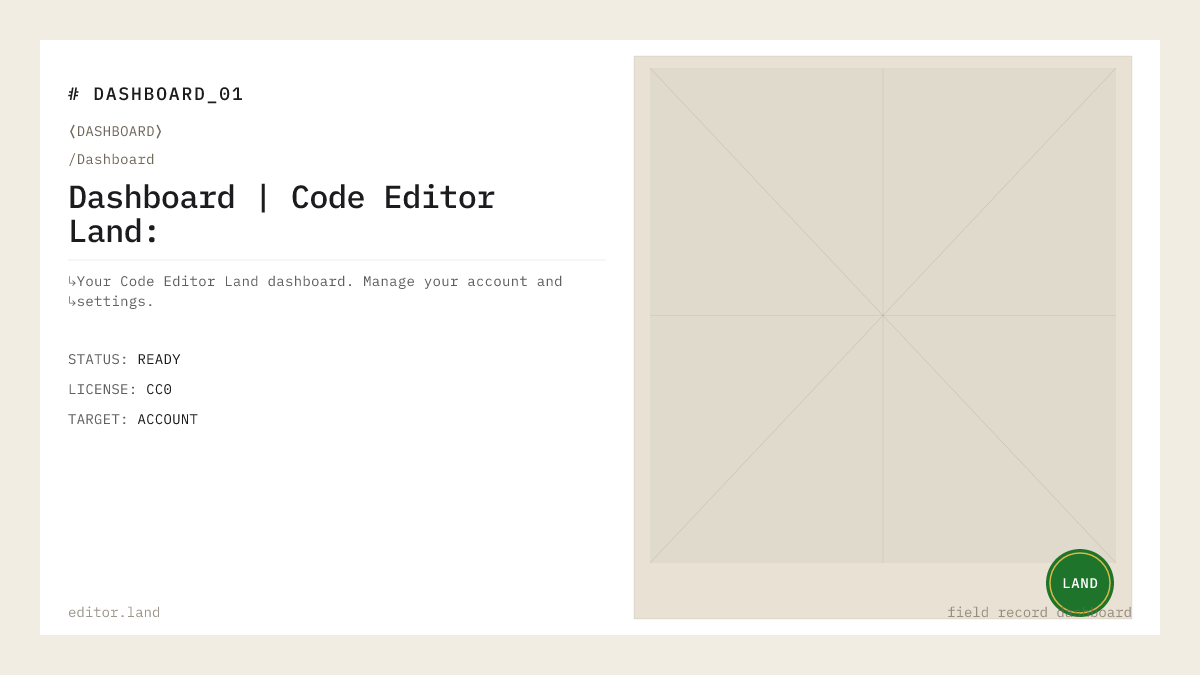 # DASHBOARD_01
⟨DASHBOARD⟩
/Dashboard
Dashboard | Code Editor
Land:
↳Your Code Editor Land dashboard. Manage your account and
↳settings.
STATUS: READY
LICENSE: CC0
TARGET: ACCOUNT
LAND
editor.land
field record dashboard